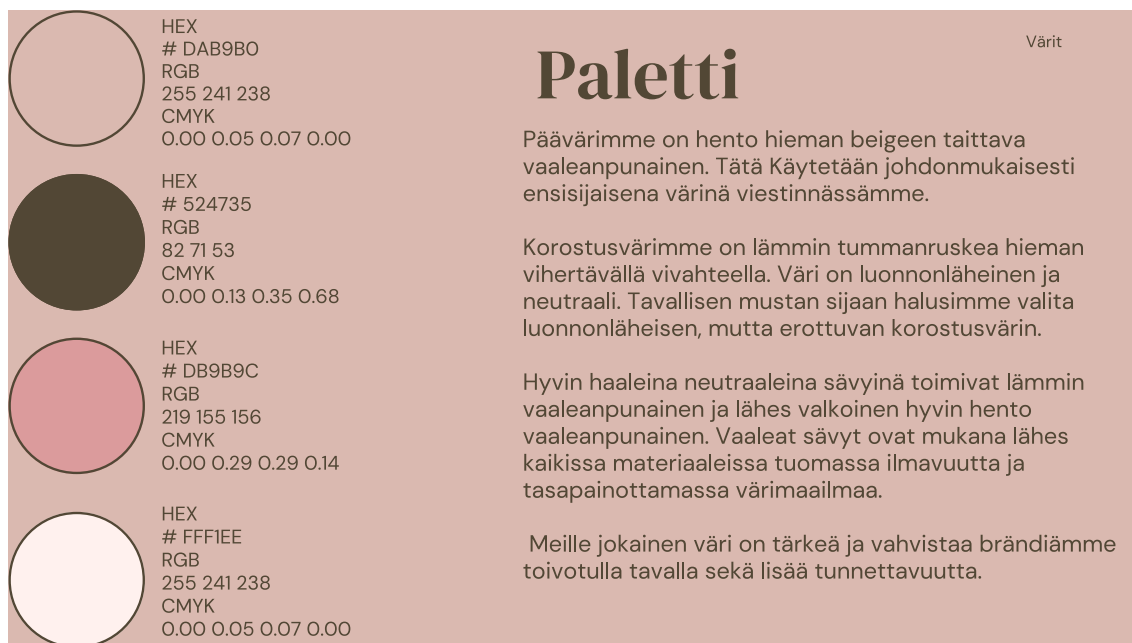 HEX
# DAB9B0
RGB
255 241 238
CMYK
0.00 0.05 0.07 0.00
HEX
# 524735
RGB
82 71 53
CMYK
0.00 0.13 0.35 0.68
HEX
# DB9B9C
RGB
219 155 156
CMYK
0.00 0.29 0.29 0.14
HEX
# FFF1EE
RGB
255 241 238
CMYK
0.00 0.05 0.07 0.00
Värit
Paletti
Päävärimme on hento hieman beigeen taittava
vaaleanpunainen. Tätä Käytetään johdonmukaisesti
ensisijaisena värinä viestinnässämme.
Korostusvärimme on lämmin tummanruskea hieman
vihertävällä vivahteella. Väri on luonnonläheinen ja
neutraali. Tavallisen mustan sijaan halusimme valita
luonnonläheisen, mutta erottuvan korostusvärin.
Hyvin haaleina neutraaleina sävyinä toimivat lämmin
vaaleanpunainen ja lähes valkoinen hyvin hento
vaaleanpunainen. Vaaleat sävyt ovat mukana lähes
kaikissa materiaaleissa tuomassa ilmavuutta ja
tasapainottamassa värimaailmaa.
Meille jokainen väri on tärkeä ja vahvistaa brändiämme
toivotulla tavalla sekä lisää tunnettavuutta.